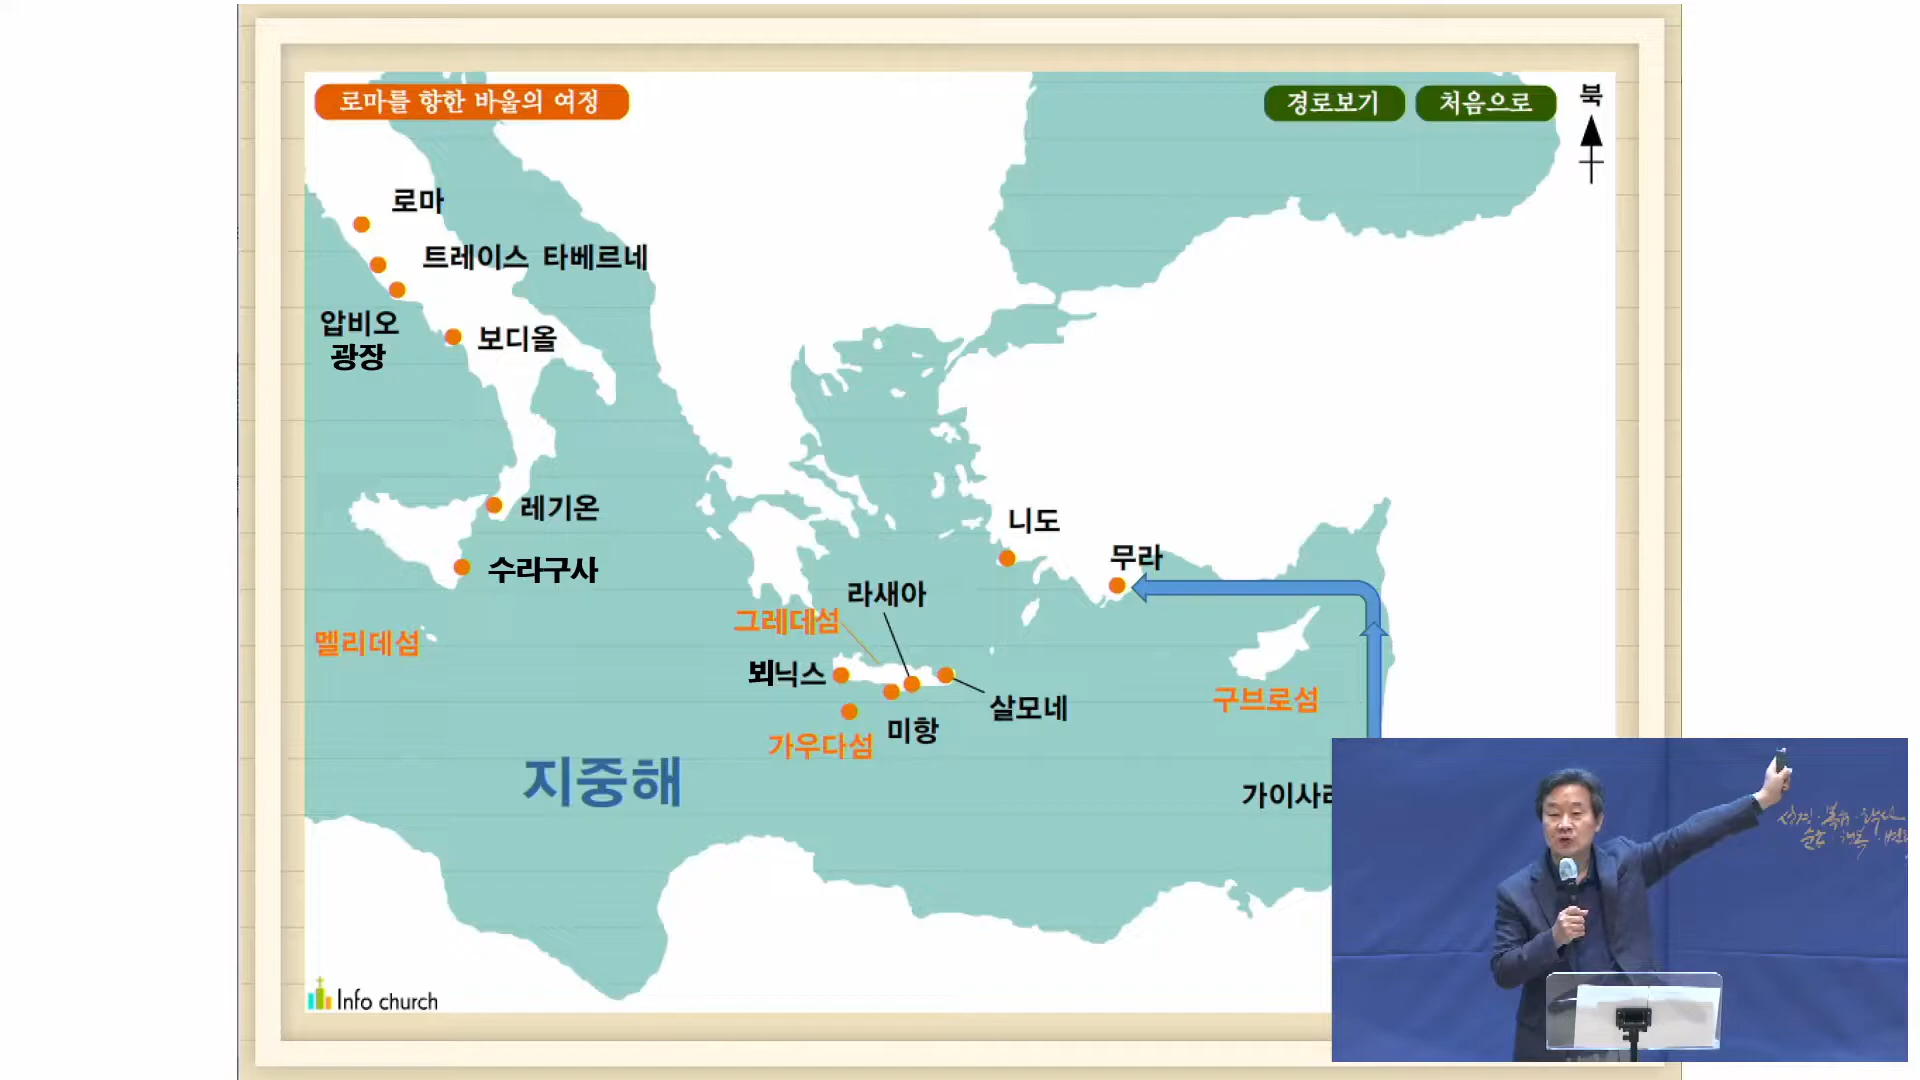 로마를 향한 바울의 여정
경로보기
처음으로
북
로마
트레이스 타베르네
압비오
광장
보디올
레기온
수라구사
멜리데섬
니도
무라
라새아
그레데섬
뵈닉스
살모네
미항
가우다섬
구브로섬
지중해
가이사
Info church